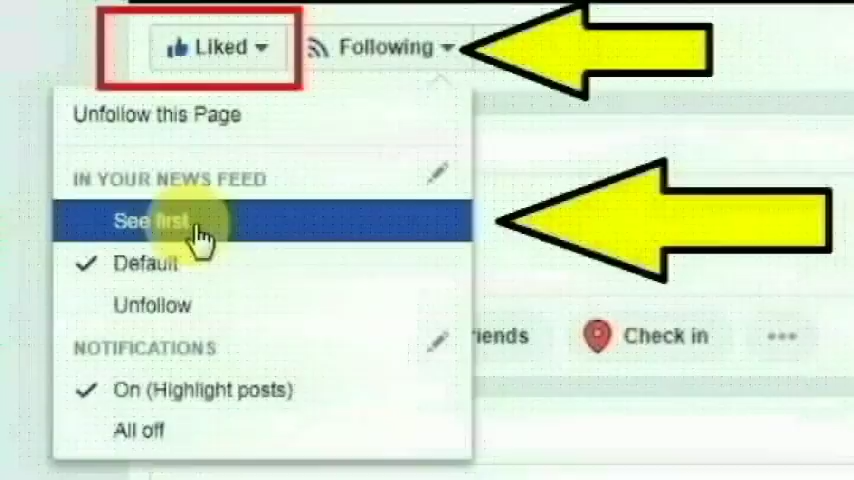 Liked Following
Unfollow this Page
IN YOUR NEWS FEED
See first
Default
Unfollow
riends Check in
NOTIFICATIONS
On (Highlight posts)
All off